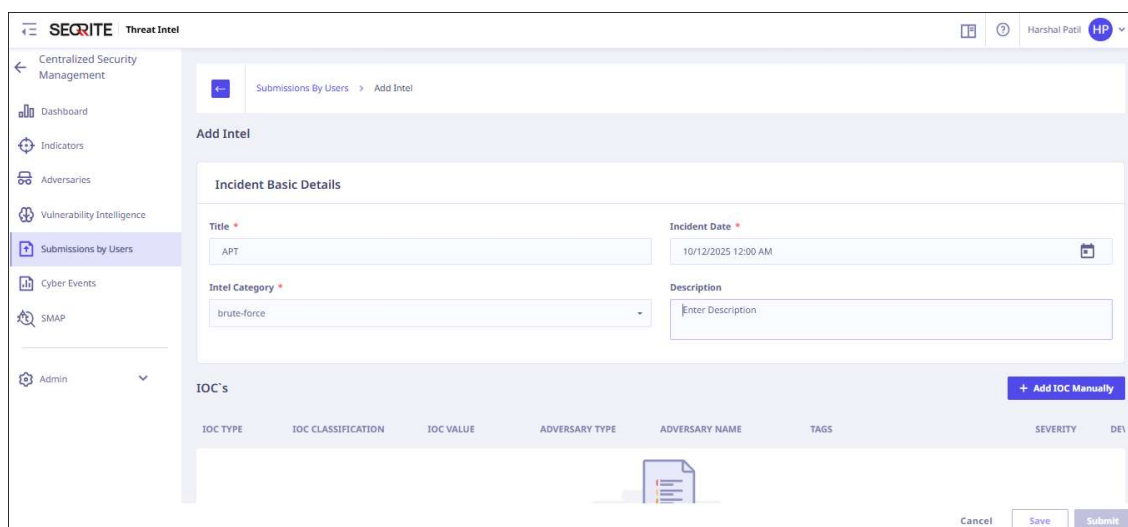 SEQRITE Threat Intel
Harshal Patil HP
Centralized Security
Management
Dashboard
Indicators
Adversaries
Vulnerability Intelligence
Submissions by Users
Cyber Events
SMAP
Admin
Submissions By Users > Add Intel
Add Intel
Incident Basic Details
Title *
APT
Incident Date *
10/12/2025 12:00 AM
Intel Category *
brute-force
Description
Enter Description
IOC`s
+ Add IOC Manually
IOC TYPE IOC CLASSIFICATION IOC VALUE ADVERSARY TYPE ADVERSARY NAME TAGS SEVERITY
Cancel Save Submit